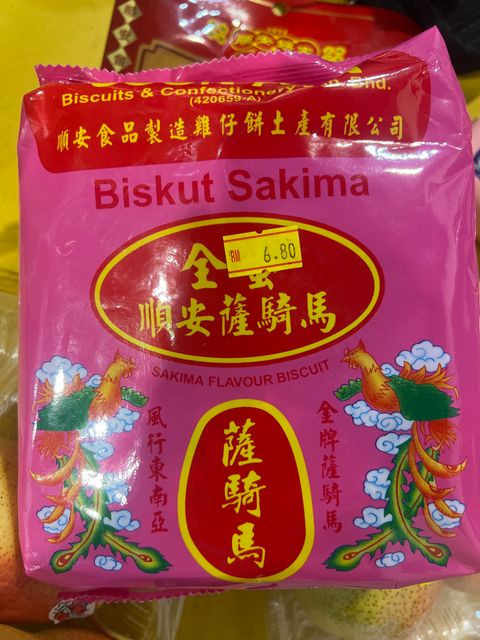 Bhd.
Biscuits & Confectionery
(420659-A)
順安食品製造雞仔餅土產有限公司
Biskut Sakima
全蛋
RM 6.80
順安薩騎馬
SAKIMA FLAVOUR BISCUIT
風行東南亞
薩騎馬
金牌薩騎馬